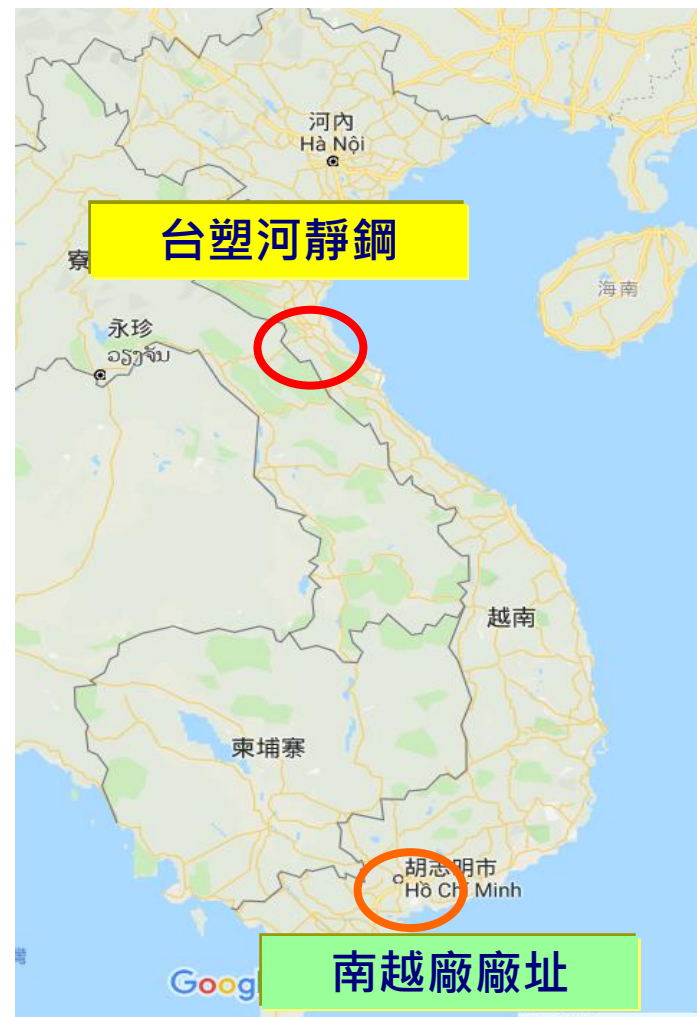 河內
Hà Nội
台塑河靜鋼
寮
海南
永珍
ວຽງຈັນ
越南
柬埔寨
胡志明市
Hồ Chí Minh
南越廠廠址
Goog